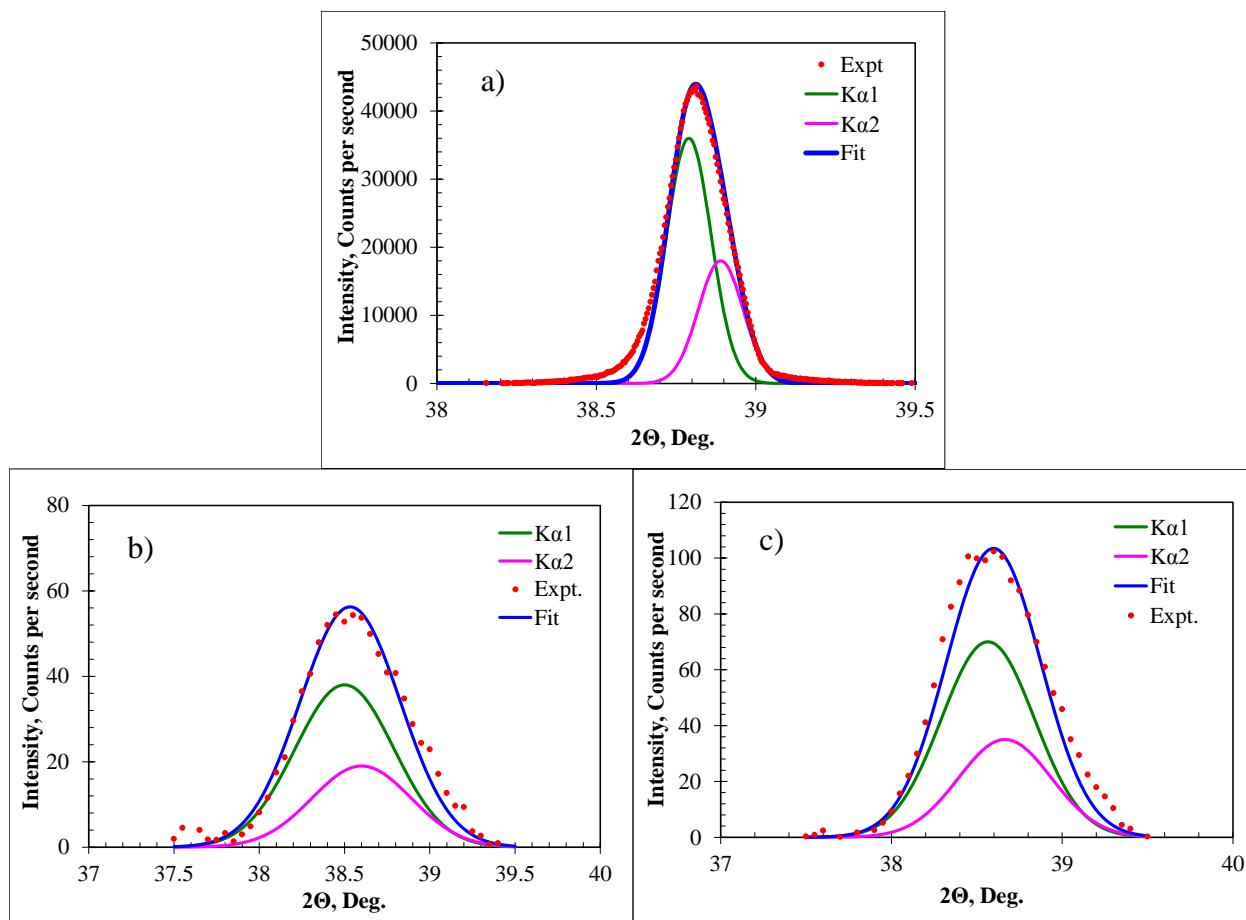 a)
Intensity, Counts per second
50000
40000
30000
20000
10000
0
38
38.5
39
39.5
2Θ, Deg.
Expt
Kα1
Kα2
Fit
b)
Intensity, Counts per second
80
60
40
20
0
37
37.5
38
38.5
39
39.5
40
2Θ, Deg.
Kα1
Kα2
Expt.
Fit
c)
Intensity, Counts per second
120
100
80
60
40
20
0
37
38
39
40
2Θ, Deg.
Kα1
Kα2
Fit
Expt.